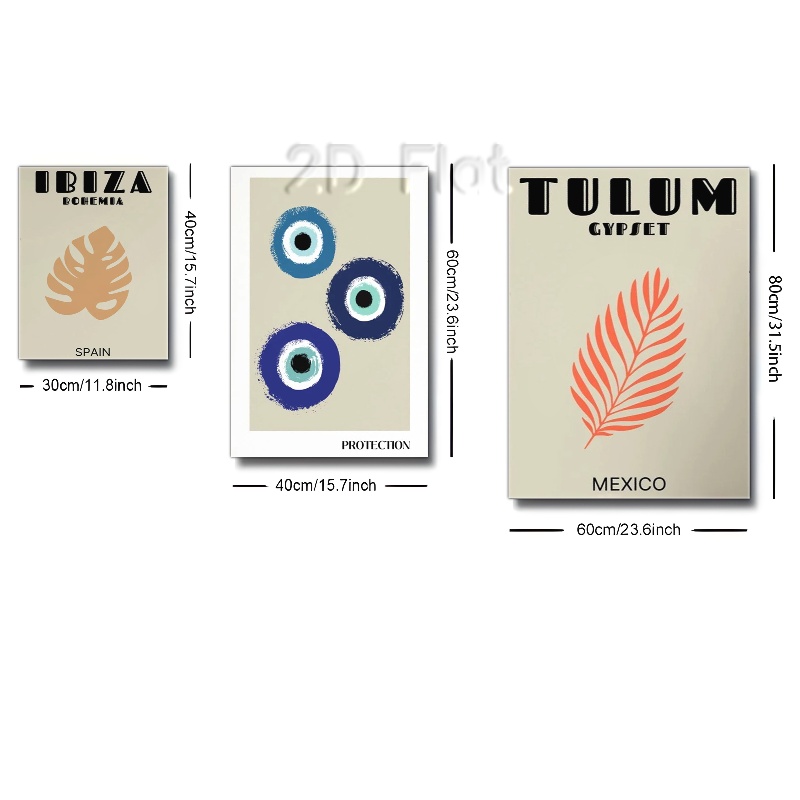 2D Flat
IBIZA
BOHEMIA
SPAIN
40cm/15.7inch
30cm/11.8inch
PROTECTION
60cm/23.6inch
40cm/15.7inch
TULUM
GYPSET
MEXICO
80cm/31.5inch
60cm/23.6inch